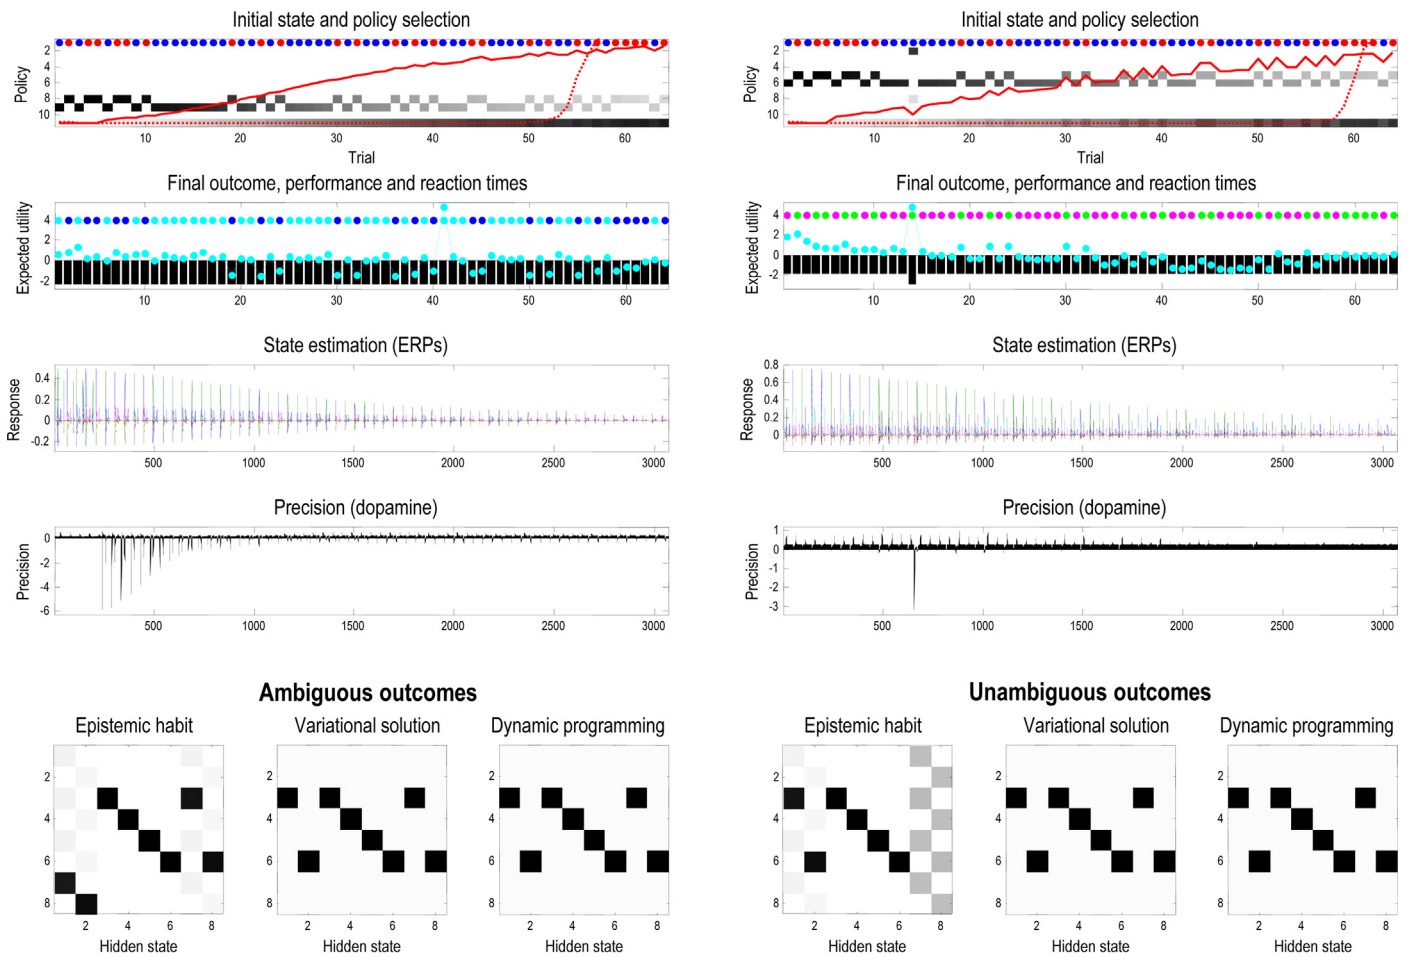 Initial state and policy selection
Policy
2
4
6
8
10
10 20 30 40 50 60
Trial
Final outcome, performance and reaction times
Expected utility
4
2
0
-2
10 20 30 40 50 60
State estimation (ERPs)
Response
0.4
0.2
0
-0.2
500 1000 1500 2000 2500 3000
Precision (dopamine)
Precision
0
-2
-4
-6
500 1000 1500 2000 2500 3000
Ambiguous outcomes
Epistemic habit Variational solution Dynamic programming
2 2 2
4 4 4
6 6 6
8 8 8
2 4 6 8 2 4 6 8 2 4 6 8
Hidden state Hidden state Hidden state
Initial state and policy selection
Policy
2
4
6
8
10
10 20 30 40 50 60
Trial
Final outcome, performance and reaction times
Expected utility
4
2
0
-2
10 20 30 40 50 60
State estimation (ERPs)
Response
0.8
0.6
0.4
0.2
0
500 1000 1500 2000 2500 3000
Precision (dopamine)
Precision
1
0
-1
-2
-3
500 1000 1500 2000 2500 3000
Unambiguous outcomes
Epistemic habit Variational solution Dynamic programming
2 2 2
4 4 4
6 6 6
8 8 8
2 4 6 8 2 4 6 8 2 4 6 8
Hidden state Hidden state Hidden state